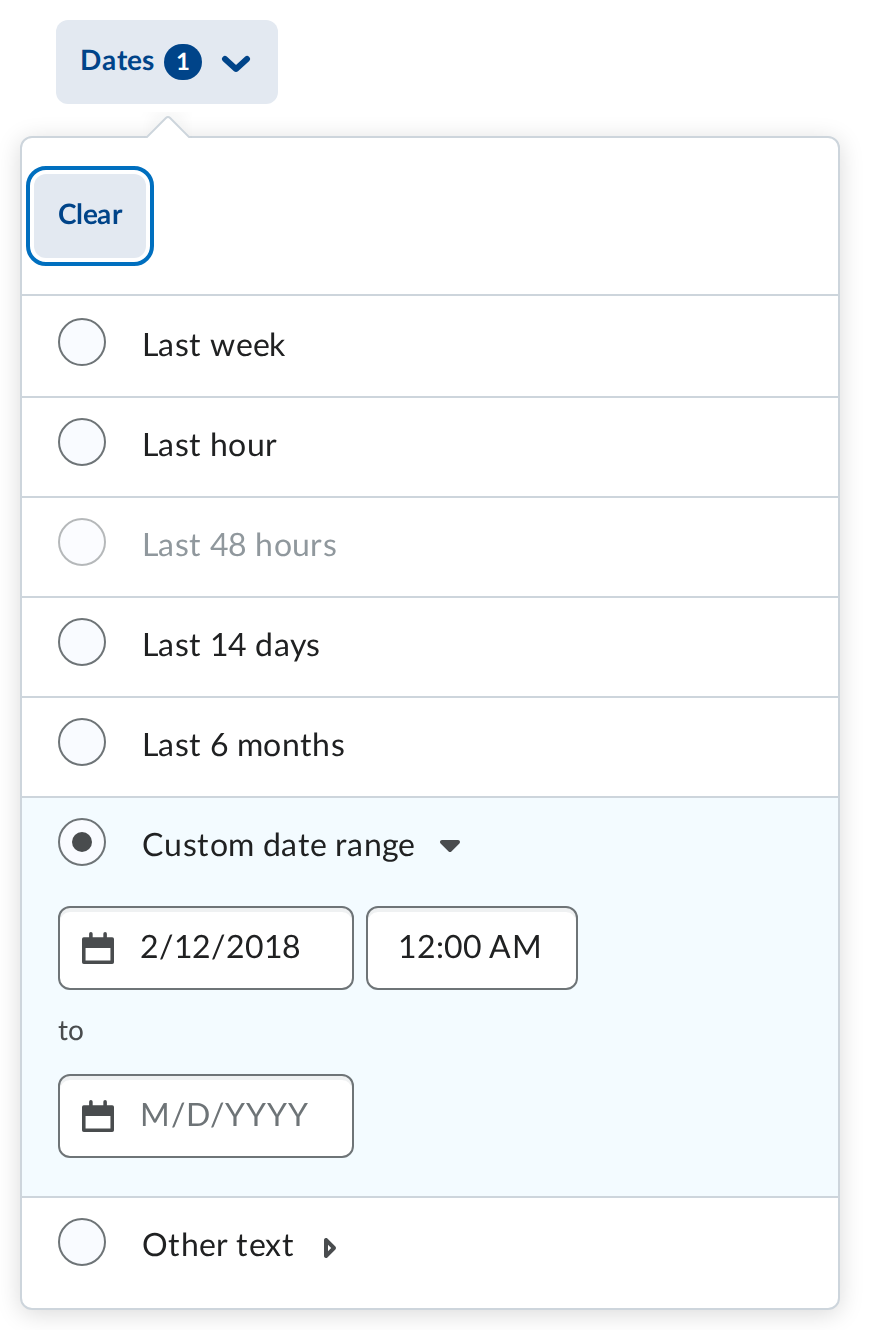 Dates 1
Clear
Last week
Last hour
Last 48 hours
Last 14 days
Last 6 months
Custom date range
2/12/2018 12:00 AM
to
M/D/YYYY
Other text